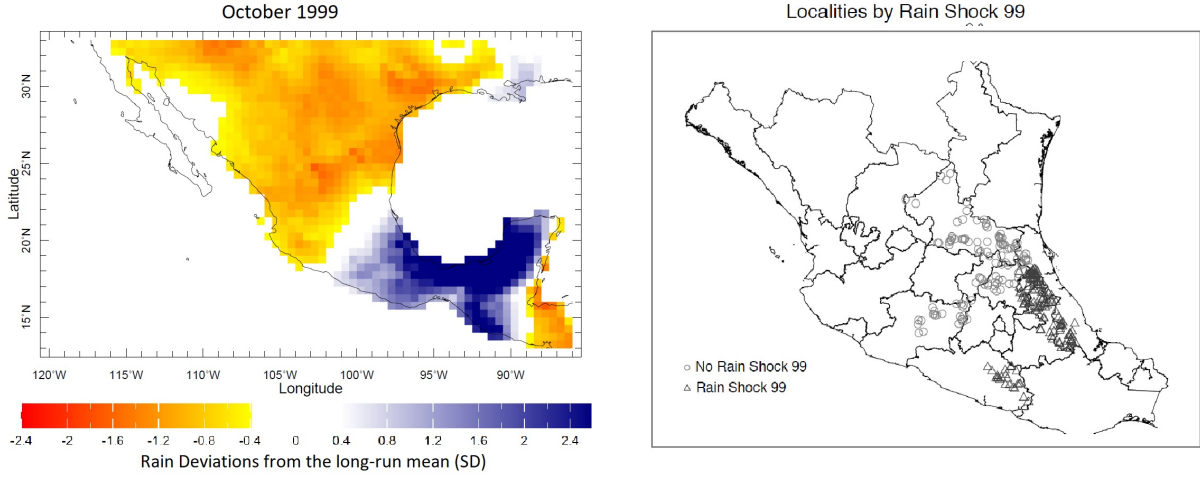 October 1999
30°N
25°N
20°N
15°N
Latitude
120°W 115°W 110°W 105°W 100°W 95°W 90°W
Longitude
-2.4 -2 -1.6 -1.2 -0.8 -0.4 0 0.4 0.8 1.2 1.6 2 2.4
Rain Deviations from the long-run mean (SD)
Localities by Rain Shock 99
No Rain Shock 99
Rain Shock 99